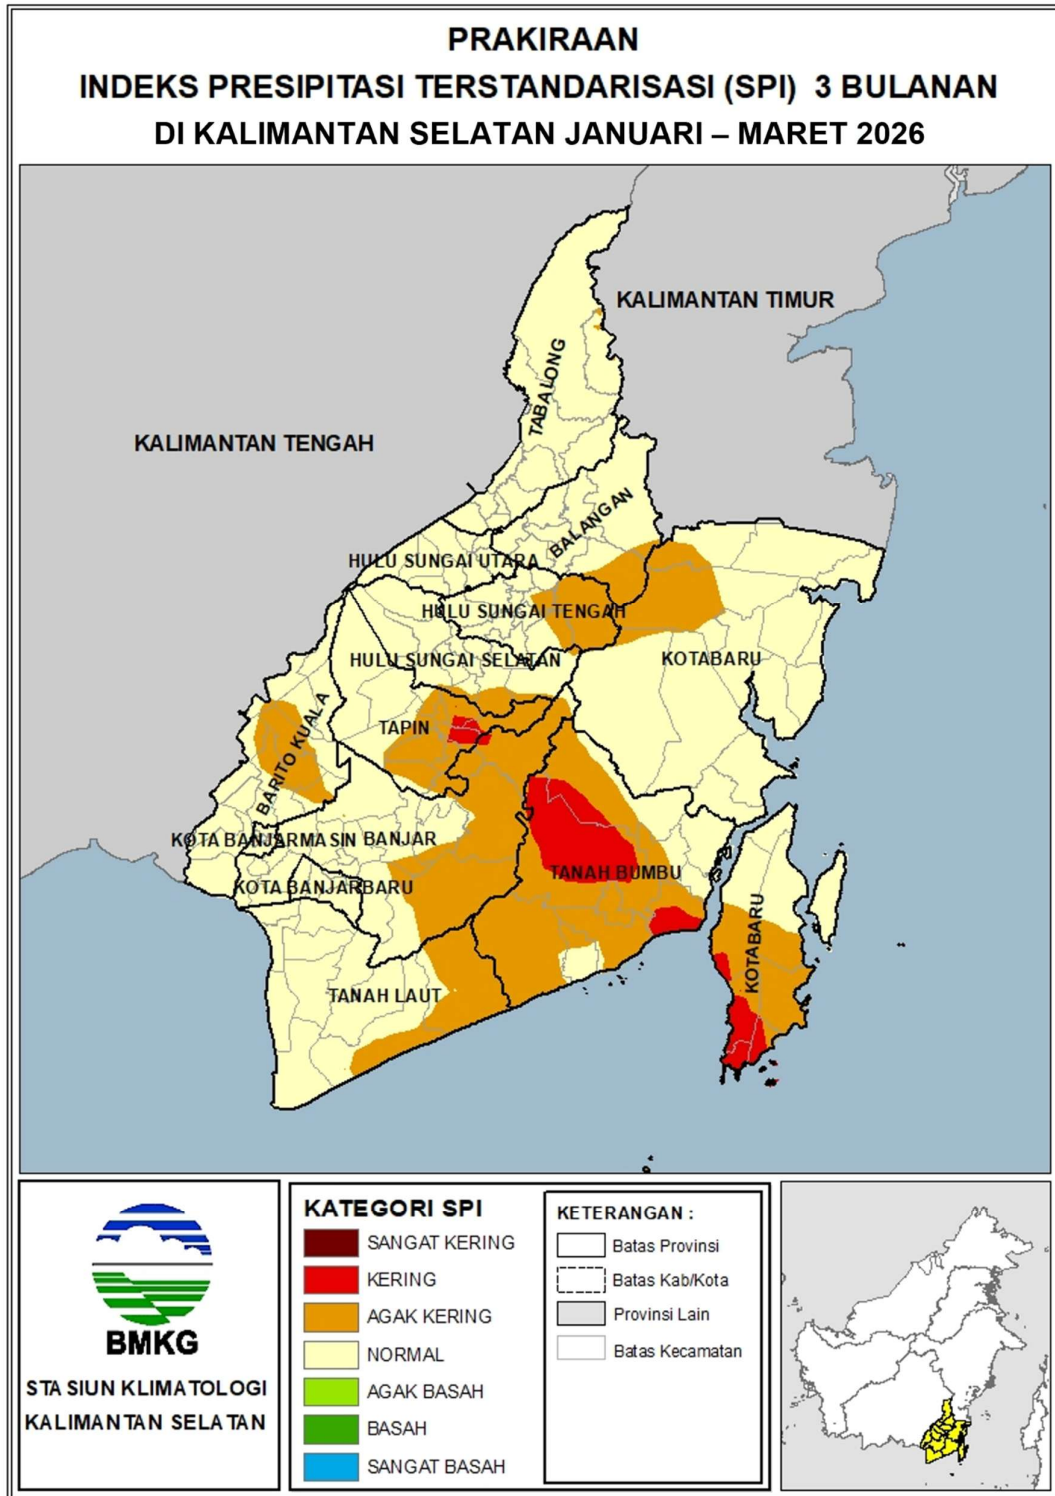 PRAKIRAAN
INDEKS PRESIPITASI TERSTANDARISASI (SPI) 3 BULANAN
DI KALIMANTAN SELATAN JANUARI – MARET 2026
KALIMANTAN TIMUR
TABALONG
KALIMANTAN TENGAH
BALANGAN
HULU SUNGAI UTARA
HULU SUNGAI TENGAH
HULU SUNGAI SELATAN
KOTABARU
TAPIN
BARITO KUALA
KOTA BANJARMASIN
BANJAR
TANAH BUMBU
KOTA BANJARBARU
KOTABARU
TANAH LAUT
BMKG
STASIUN KLIMATOLOGI
KALIMANTAN SELATAN
KATEGORI SPI
SANGAT KERING
KERING
AGAK KERING
NORMAL
AGAK BASAH
BASAH
SANGAT BASAH
KETERANGAN :
Batas Provinsi
Batas Kab/Kota
Provinsi Lain
Batas Kecamatan